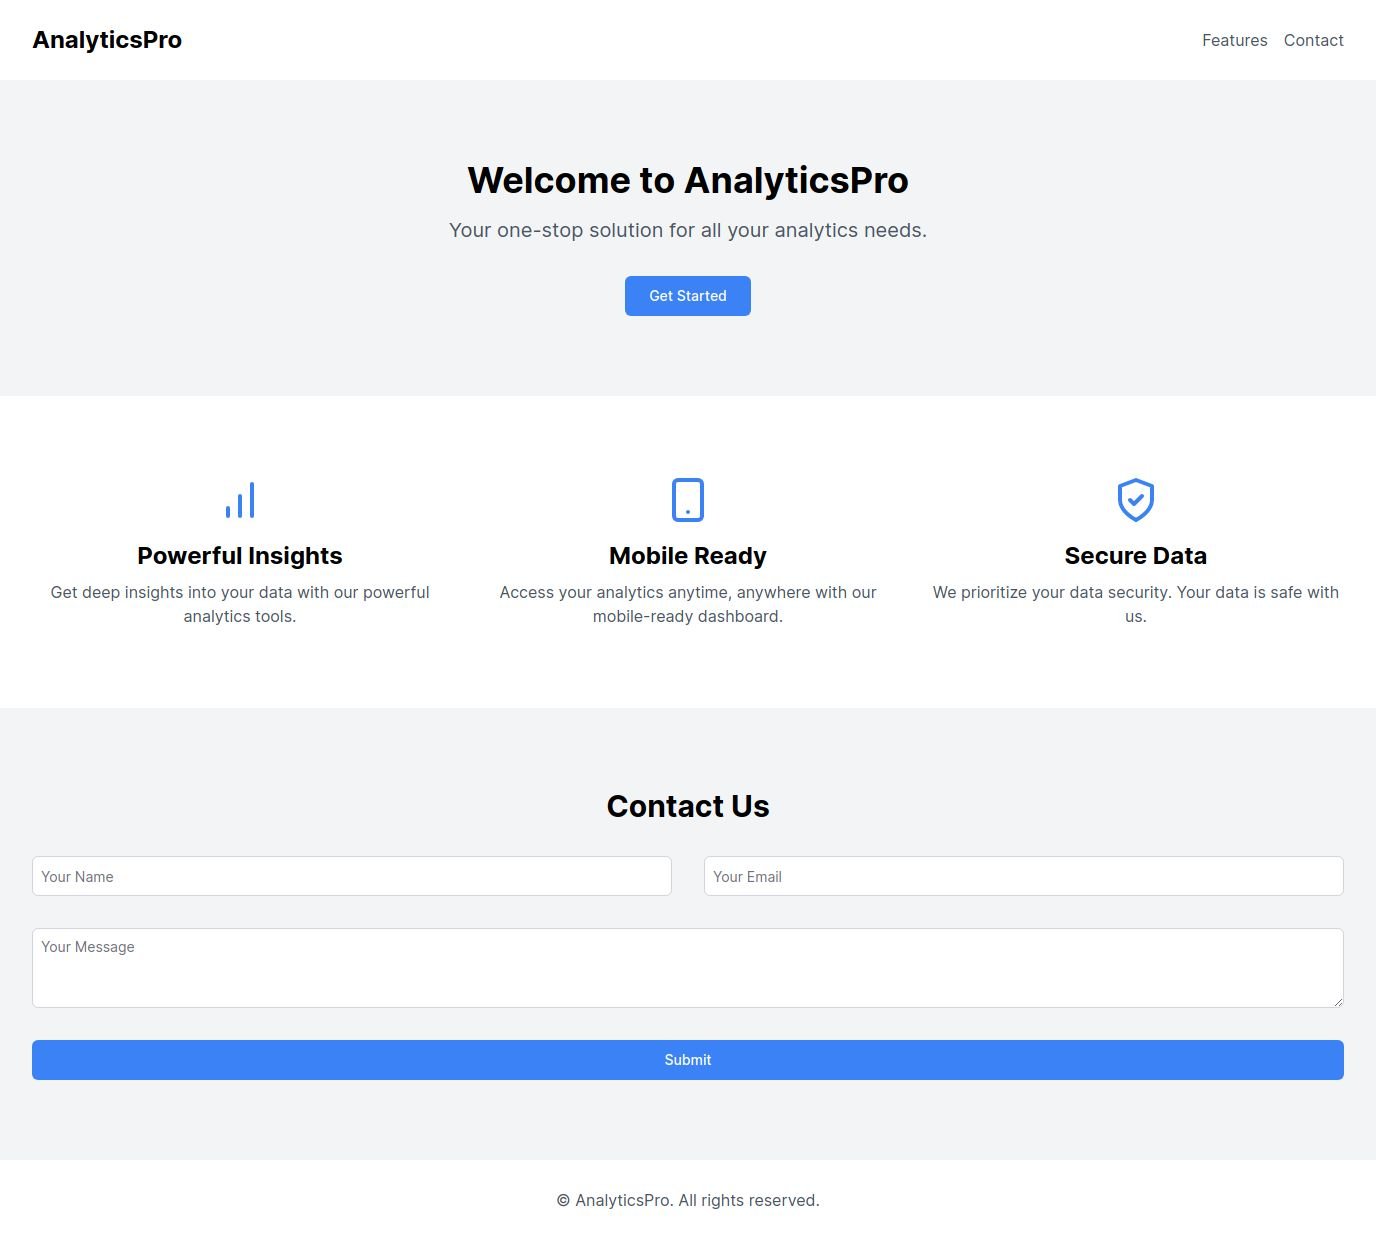 AnalyticsPro
Features Contact
Welcome to AnalyticsPro
Your one-stop solution for all your analytics needs.
Get Started
Powerful Insights
Get deep insights into your data with our powerful
analytics tools.
Mobile Ready
Access your analytics anytime, anywhere with our
mobile-ready dashboard.
Secure Data
We prioritize your data security. Your data is safe with
us.
Contact Us
Your Name
Your Email
Your Message
Submit
© AnalyticsPro. All rights reserved.